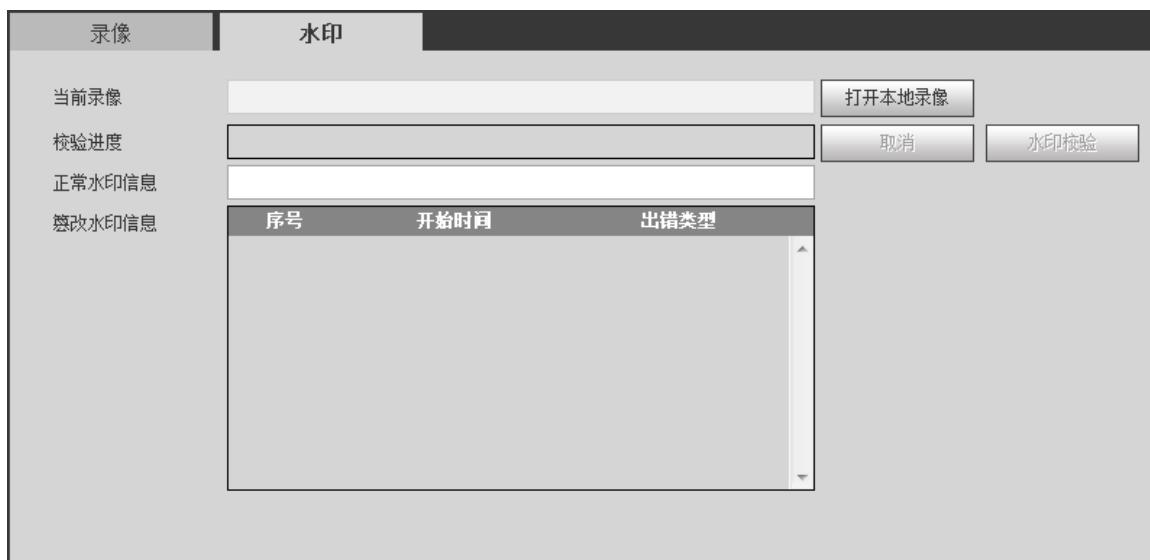 录像 水印
当前录像 打开本地录像
校验进度 取消 水印校验
正常水印信息
篡改水印信息 序号 开始时间 出错类型